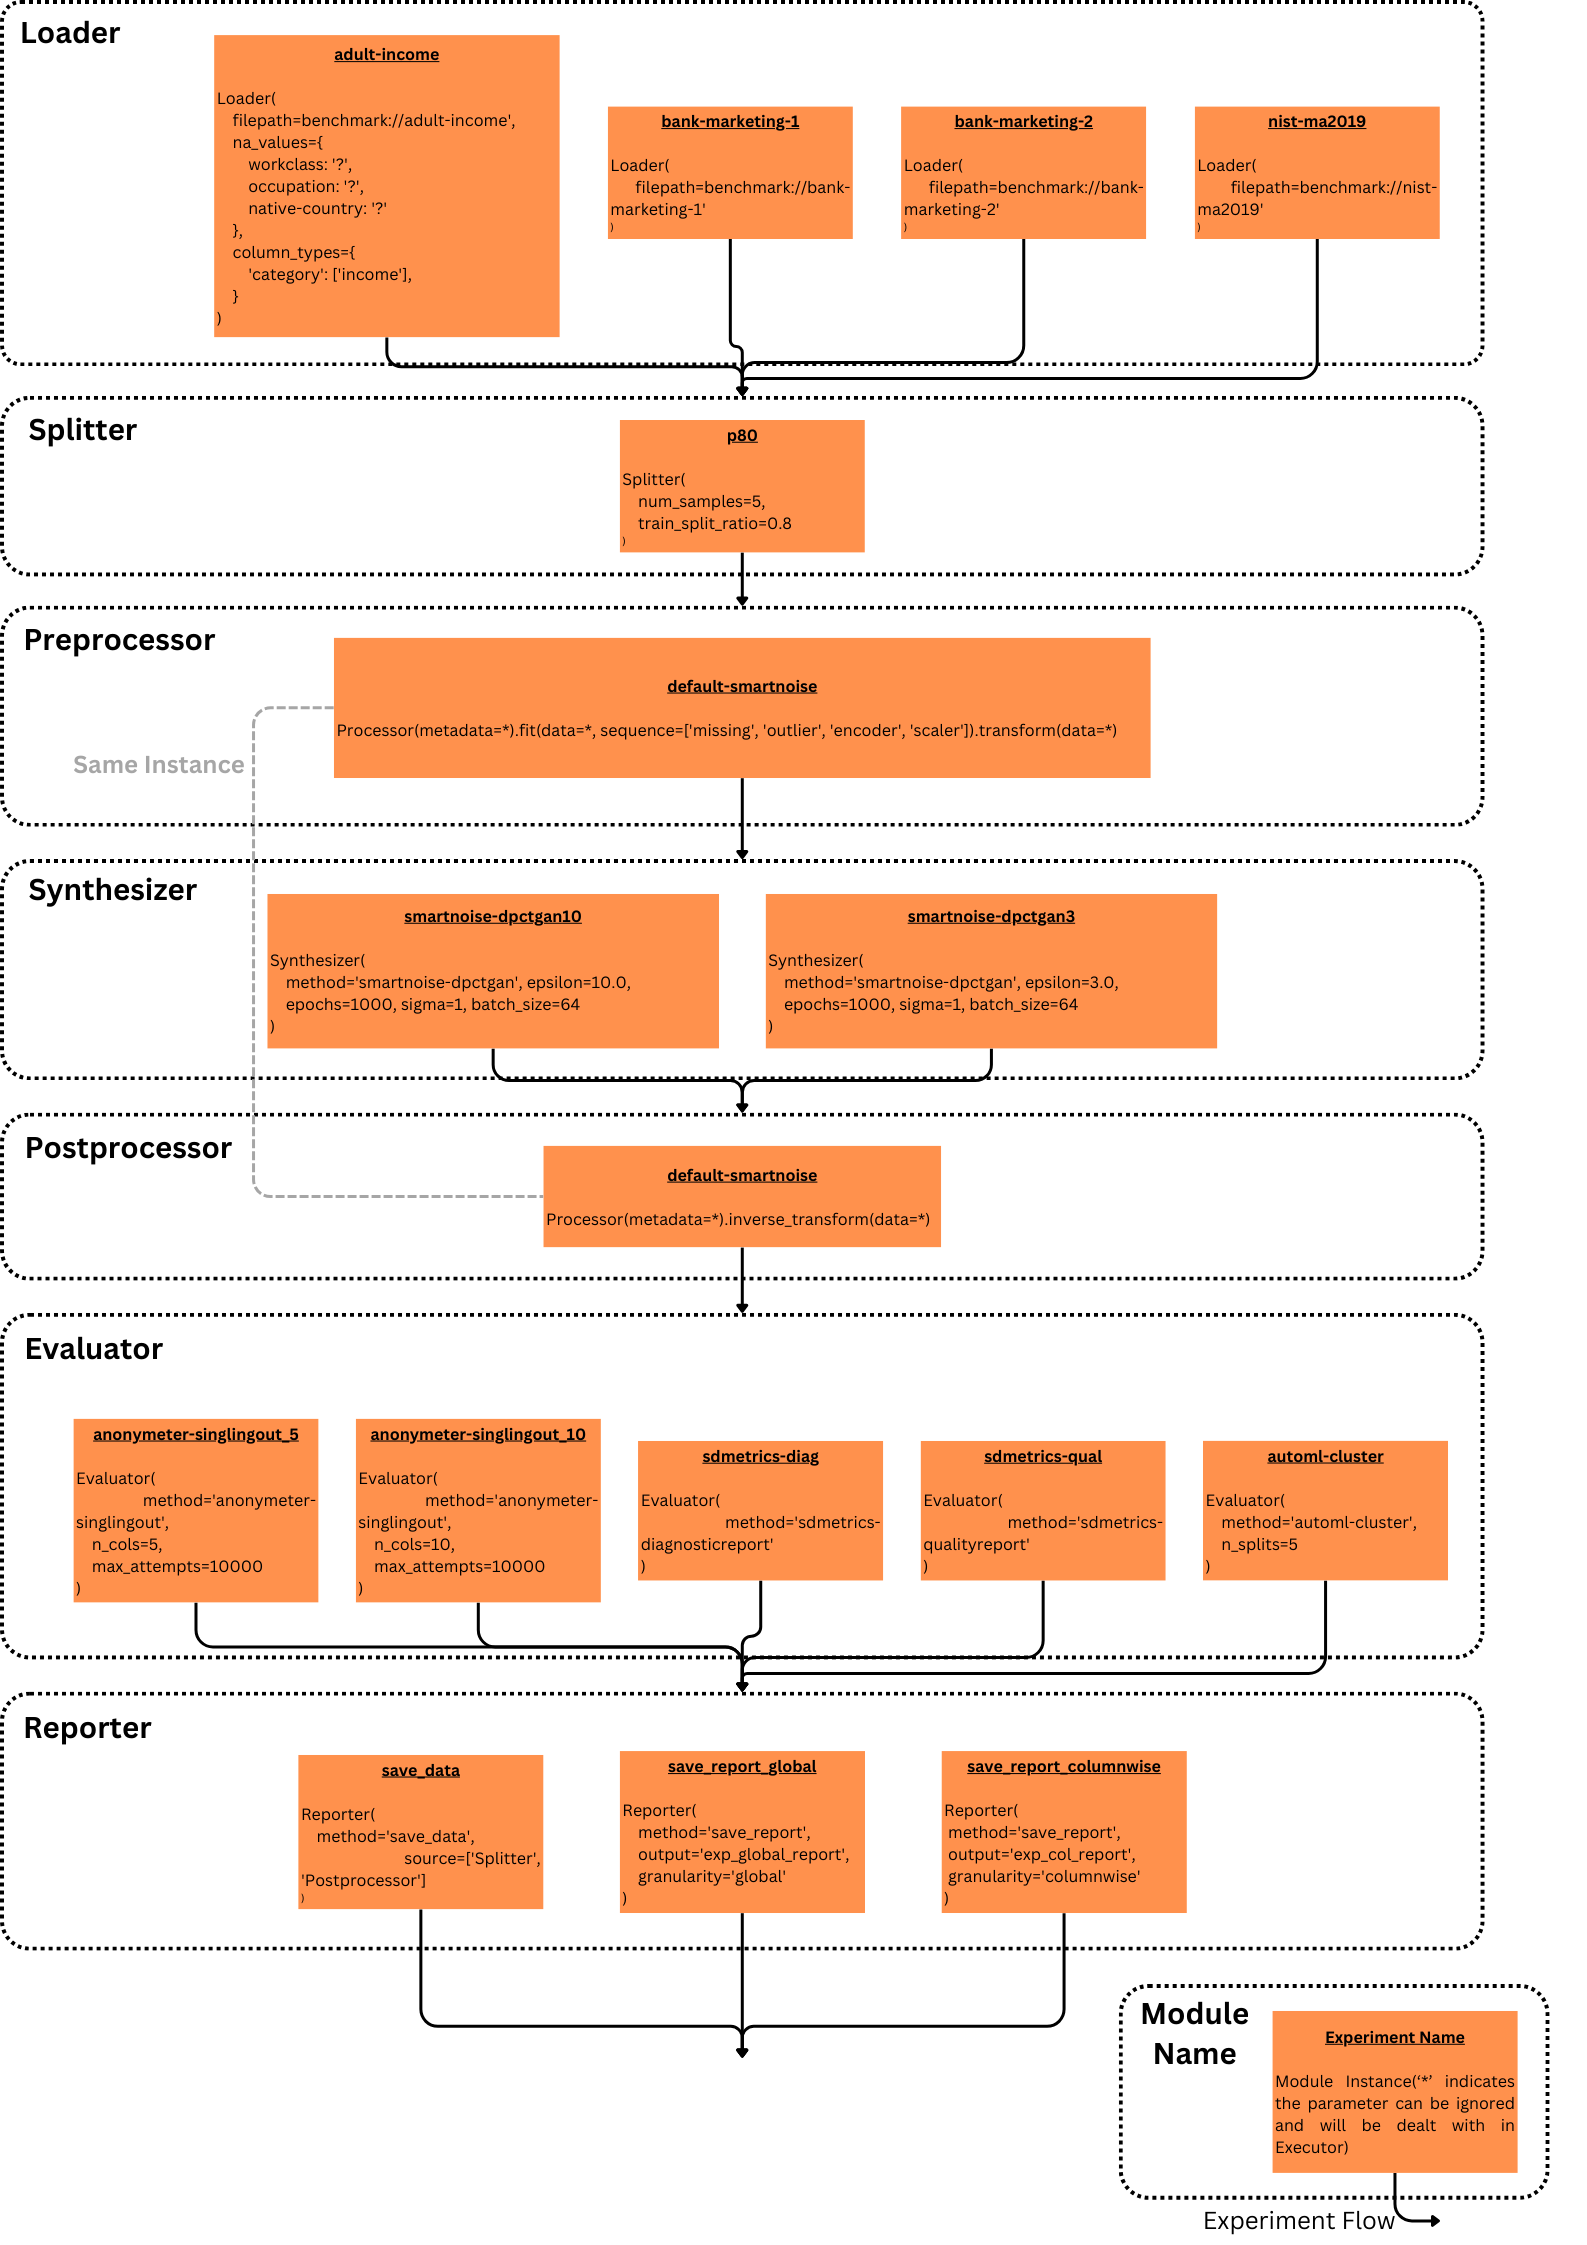 Loader
adult-income
Loader(
filepath=benchmark://adult-income',
na_values={
workclass: '?',
occupation: '?',
native-country: '?'
},
column_types={
'category': ['income'],
}
)
bank-marketing-1
Loader(
filepath=benchmark://bank-
marketing-1'
)
bank-marketing-2
Loader(
filepath=benchmark://bank-
marketing-2'
)
nist-ma2019
Loader(
filepath=benchmark://nist-
ma2019'
)
Splitter
p80
Splitter(
num_samples=5,
train_split_ratio=0.8
)
Preprocessor
default-smartnoise
Processor(metadata=*).fit(data=*, sequence=['missing', 'outlier', 'encoder', 'scaler']).transform(data=*)
Same Instance
Synthesizer
smartnoise-dpctgan10
Synthesizer(
method='smartnoise-dpctgan', epsilon=10.0,
epochs=1000, sigma=1, batch_size=64
)
smartnoise-dpctgan3
Synthesizer(
method='smartnoise-dpctgan', epsilon=3.0,
epochs=1000, sigma=1, batch_size=64
)
Postprocessor
default-smartnoise
Processor(metadata=*).inverse_transform(data=*)
Evaluator
anonymeter-singlingout_5
Evaluator(
method='anonymeter-
singlingout',
n_cols=5,
max_attempts=10000
)
anonymeter-singlingout_10
Evaluator(
method='anonymeter-
singlingout',
n_cols=10,
max_attempts=10000
)
sdmetrics-diag
Evaluator(
method='sdmetrics-
diagnosticreport'
)
sdmetrics-qual
Evaluator(
method='sdmetrics-
qualityreport'
)
automl-cluster
Evaluator(
method='automl-cluster',
n_splits=5
)
Reporter
save_data
Reporter(
method='save_data',
source=['Splitter',
'Postprocessor']
)
save_report_global
Reporter(
method='save_report',
output='exp_global_report',
granularity='global'
)
save_report_columnwise
Reporter(
method='save_report',
output='exp_col_report',
granularity='columnwise'
)
Module
Name
Experiment Name
Module Instance(‘*’ indicates
the parameter can be ignored
and will be dealt with in
Executor)
Experiment Flow